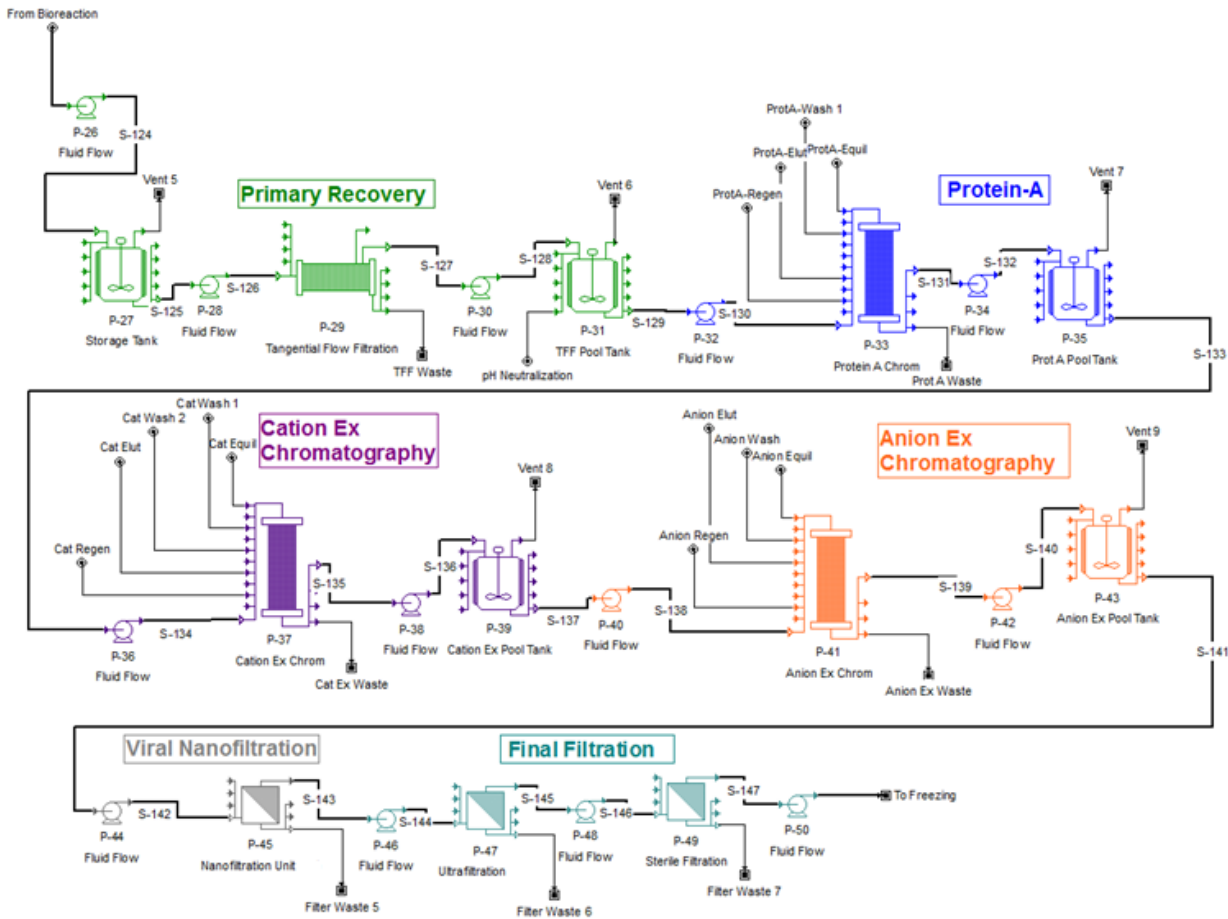 From Bioreaction
P-26
Fluid Flow
S-124
Vent 5
Primary Recovery
Vent 6
ProtA-Wash 1
ProtA-Elut
ProtA-Equil
ProtA-Regen
Protein-A
Vent 7
P-27
Storage Tank
S-125
P-28
Fluid Flow
S-126
P-29
Tangential Flow Filtration
TFF Waste
S-127
P-30
Fluid Flow
S-128
P-31
TFF Pool Tank
pH Neutralization
S-129
P-32
Fluid Flow
S-130
P-33
Protein A Chrom
Prot A Waste
S-131
P-34
Fluid Flow
S-132
P-35
Prot A Pool Tank
S-133
Cat Wash 1
Cat Wash 2
Cat Elut
Cat Equil
Cat Regen
Cation Ex
Chromatography
Vent 8
Anion Elut
Anion Wash
Anion Equil
Anion Regen
Anion Ex
Chromatography
Vent 9
P-36
Fluid Flow
S-134
P-37
Cation Ex Chrom
Cat Ex Waste
S-135
P-38
Fluid Flow
S-136
P-39
Cation Ex Pool Tank
S-137
P-40
Fluid Flow
S-138
P-41
Anion Ex Chrom
Anion Ex Waste
S-139
P-42
Fluid Flow
S-140
P-43
Anion Ex Pool Tank
S-141
Viral Nanofiltration
Final Filtration
P-44
Fluid Flow
S-142
P-45
Nanofiltration Unit
Filter Waste 5
S-143
P-46
Fluid Flow
S-144
P-47
Ultrafiltration
Filter Waste 6
S-145
P-48
Fluid Flow
S-146
P-49
Sterile Filtration
Filter Waste 7
S-147
P-50
Fluid Flow
To Freezing